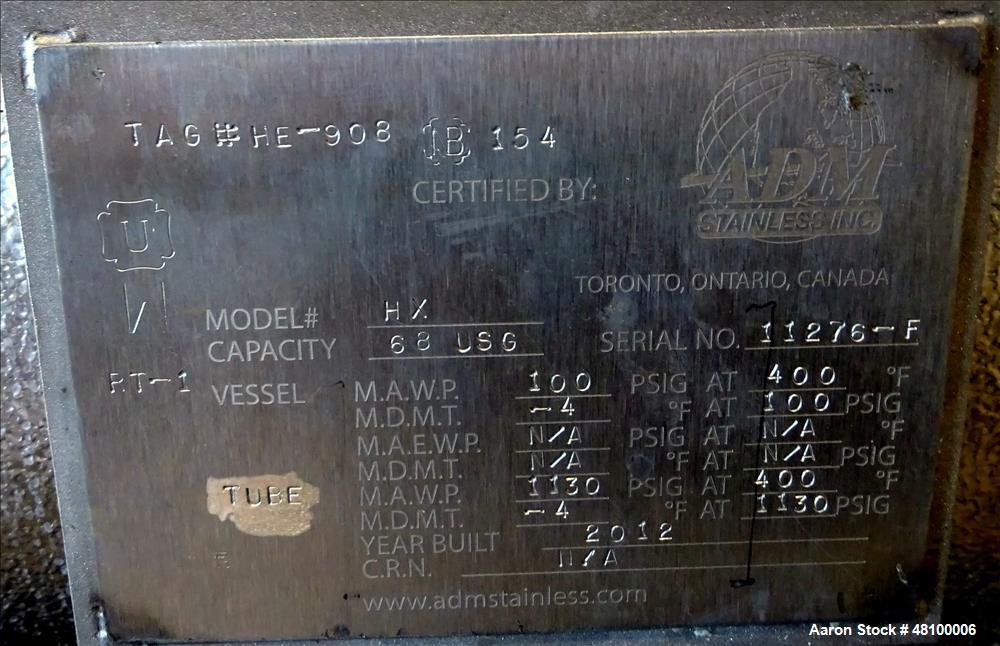 TAG#HE-908 B 154
CERTIFIED BY:
ADM
STAINLESS INC.
TORONTO, ONTARIO, CANADA
U
W
RT-1
MODEL# HX
CAPACITY 68 USG
SERIAL NO. 11276-F
VESSEL M.A.W.P. 100 PSIG AT 400 °F
M.D.M.T. -4 °F AT 100 PSIG
M.A.E.W.P. N/A PSIG AT N/A °F
M.D.M.T. N/A °F AT N/A PSIG
TUBE M.A.W.P. 1130 PSIG AT 400 °F
M.D.M.T. -4 °F AT 1130 PSIG
YEAR BUILT 2012
C.R.N. N/A
www.admstainless.com
Aaron Stock # 48100006